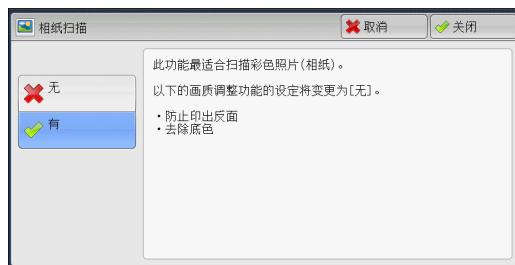 相纸扫描
取消
关闭
无
有
此功能最适合扫描彩色照片(相纸)。
以下的画质调整功能的设定将变更为[无]。
・防止印出反面
・去除底色